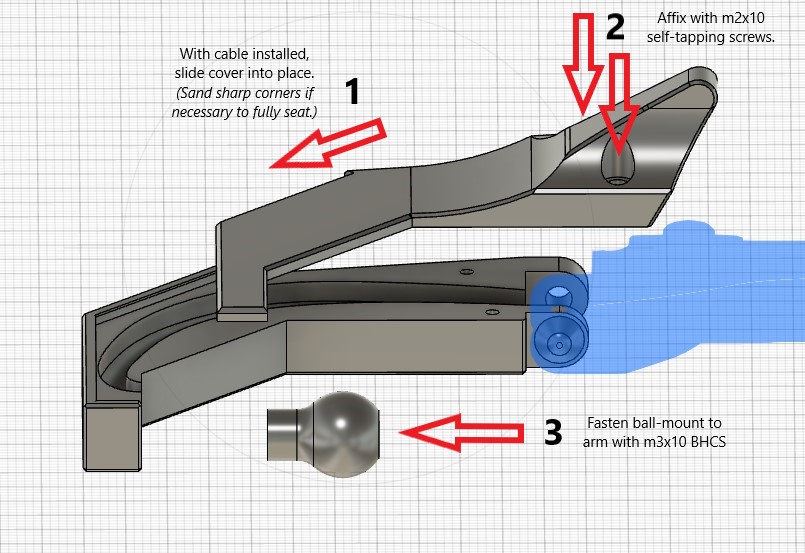 With cable installed,
slide cover into place.
(Sand sharp corners if
necessary to fully seat.)
1
2
Affix with m2x10
self-tapping screws.
3
Fasten ball-mount to
arm with m3x10 BHCS